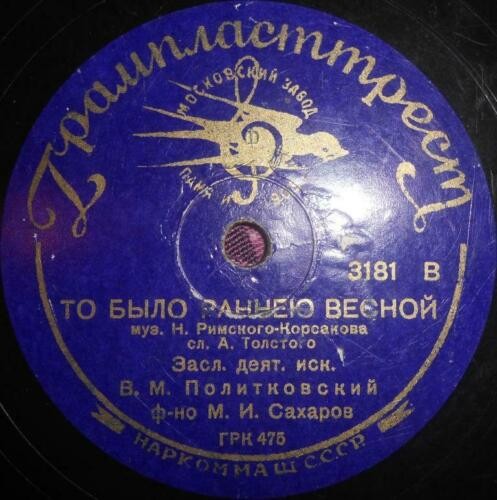 Грампласттрест
МОСКОВСКИЙ ЗАВОД
3181 В
ТО БЫЛО РАННЕЮ ВЕСНОЙ
муз. Н. Римского-Корсакова
сл. А. Толстого
Засл. деят. иск.
В. М. Политковский
ф-но М. И. Сахаров
ГРК 475
НАРКОММАШ СССР